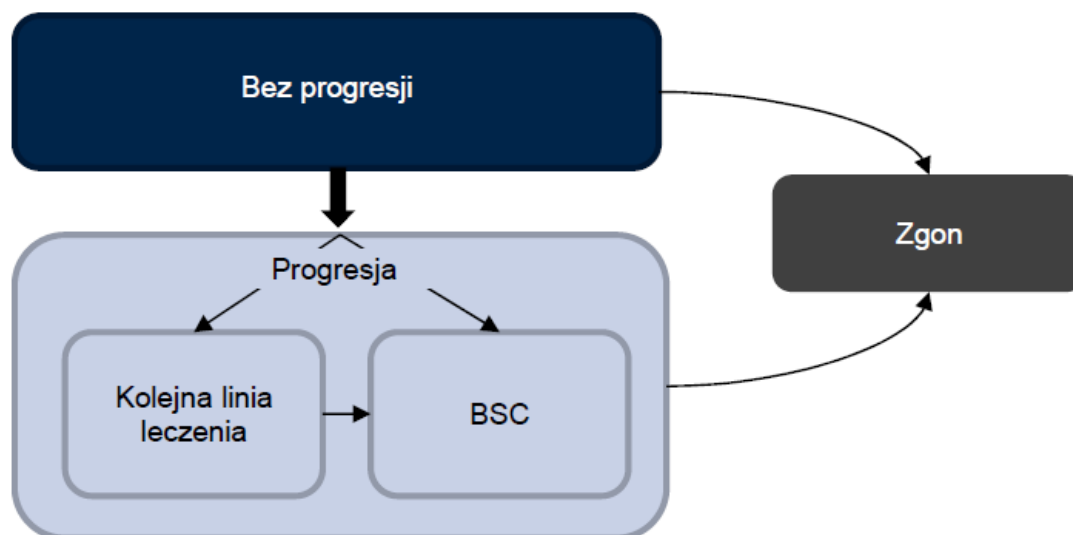 Bez progresji
Zgon
Progresja
Kolejna linia
leczenia
BSC